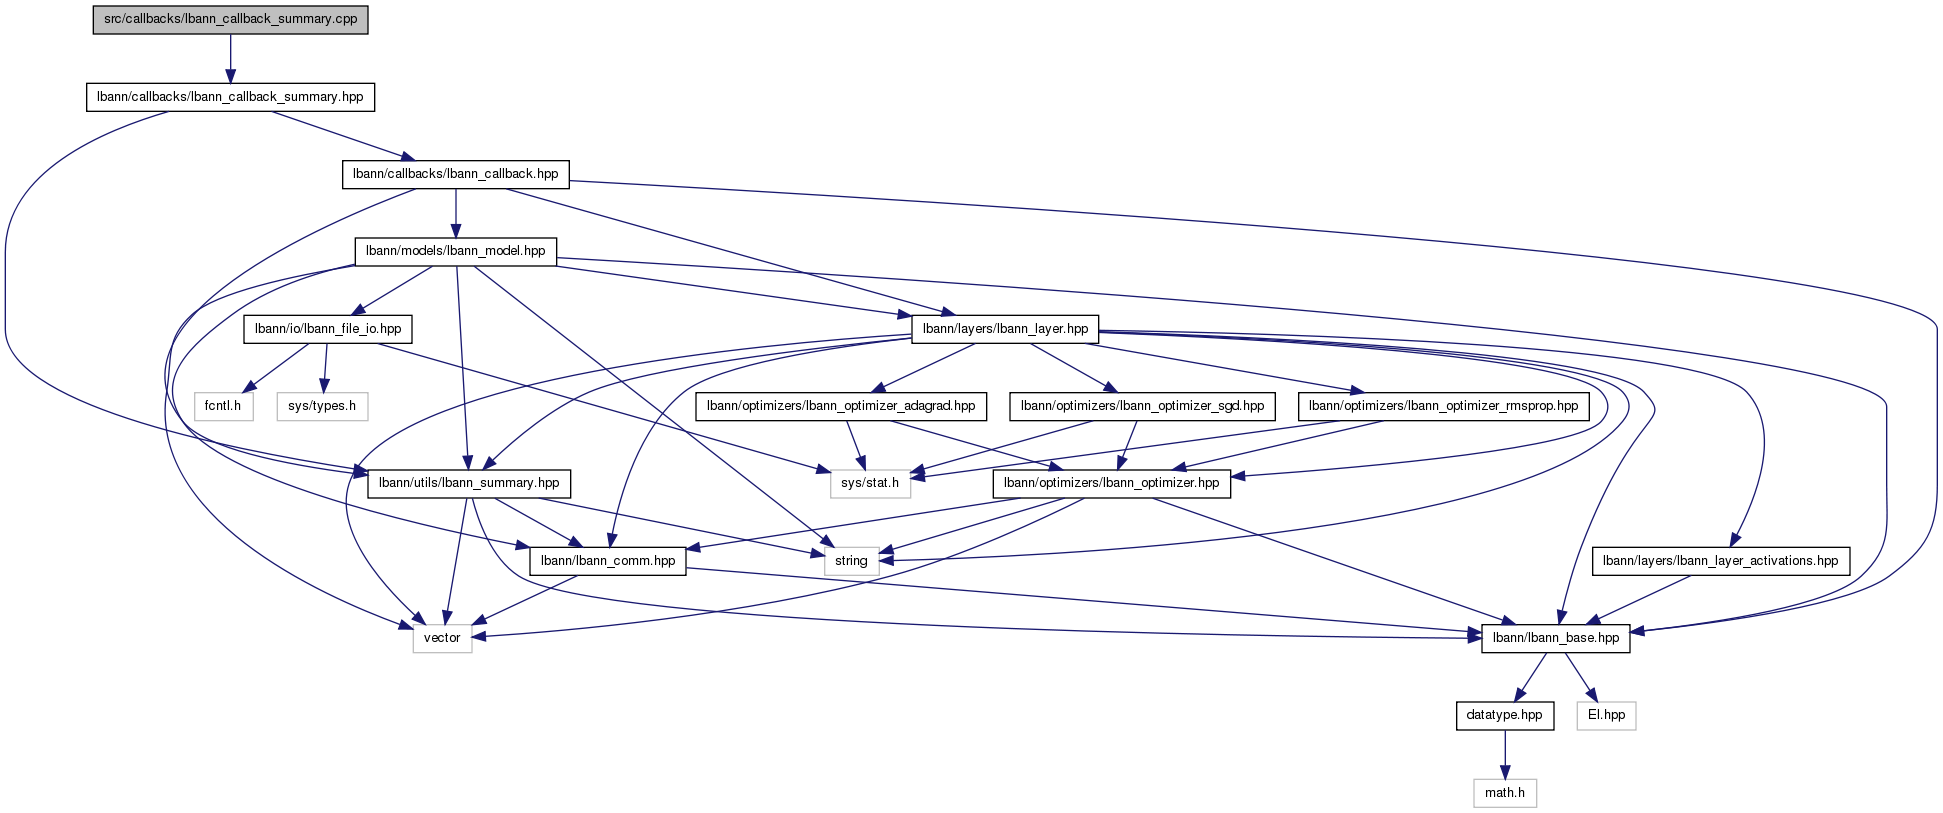 src/callbacks/lbann_callback_summary.cpp
lbann/callbacks/lbann_callback_summary.hpp
lbann/callbacks/lbann_callback.hpp
lbann/models/lbann_model.hpp
lbann/io/lbann_file_io.hpp
lbann/layers/lbann_layer.hpp
fcntl.h
sys/types.h
lbann/optimizers/lbann_optimizer_adagrad.hpp
lbann/optimizers/lbann_optimizer_sgd.hpp
lbann/optimizers/lbann_optimizer_rmsprop.hpp
lbann/utils/lbann_summary.hpp
sys/stat.h
lbann/optimizers/lbann_optimizer.hpp
lbann/lbann_comm.hpp
string
lbann/layers/lbann_layer_activations.hpp
vector
lbann/lbann_base.hpp
datatype.hpp
El.hpp
math.h